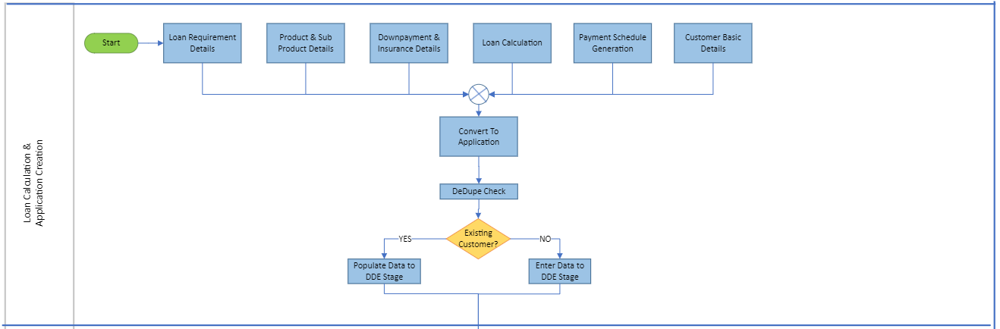 Start
Loan Requirement
Details
Product & Sub
Product Details
Downpayment &
Insurance Details
Loan Calculation
Payment Schedule
Generation
Customer Basic
Details
Convert To
Application
Loan Calculation &
Application Creation
DeDupe Check
Existing
Customer?
YES
NO
Populate Data to
DDE Stage
Enter Data to
DDE Stage